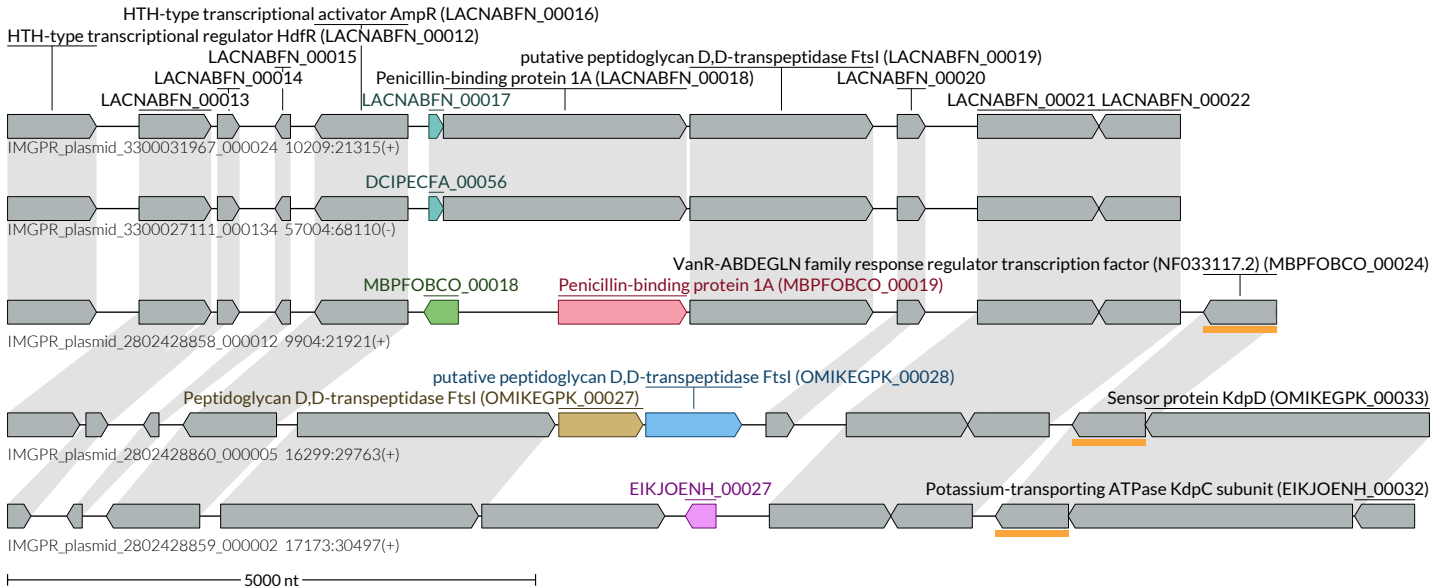 HTH-type transcriptional activator AmpR (LACNABFN_00016)
HTH-type transcriptional regulator HdfR (LACNABFN_00012)
LACNABFN_00015
putative peptidoglycan D,D-transpeptidase FtsI (LACNABFN_00019)
LACNABFN_00014
Penicillin-binding protein 1A (LACNABFN_00018)
LACNABFN_00020
LACNABFN_00013
LACNABFN_00017
LACNABFN_00021
LACNABFN_00022
IMGPR_plasmid_3300031967_000024 10209:21315(+)
DCIPECFA_00056
IMGPR_plasmid_3300027111_000134 57004:68110(-)
VanR-ABDEGLN family response regulator transcription factor (NF033117.2) (MBPFOBCO_00024)
MBPFOBCO_00018
Penicillin-binding protein 1A (MBPFOBCO_00019)
IMGPR_plasmid_2802428858_000012 9904:21921(+)
putative peptidoglycan D,D-transpeptidase FtsI (OMIKEGPK_00028)
Peptidoglycan D,D-transpeptidase FtsI (OMIKEGPK_00027)
Sensor protein KdpD (OMIKEGPK_00033)
IMGPR_plasmid_2802428860_000005 16299:29763(+)
EIKJOENH_00027
Potassium-transporting ATPase KdpC subunit (EIKJOENH_00032)
IMGPR_plasmid_2802428859_000002 17173:30497(+)
5000 nt